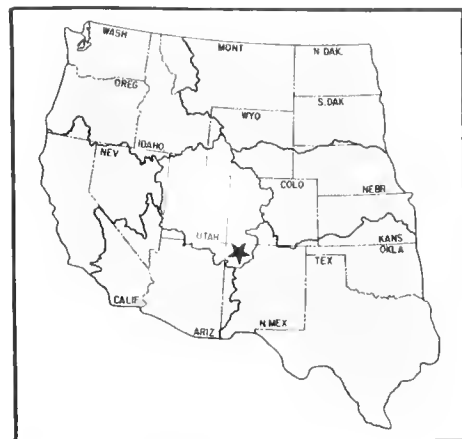 WASH
MONT
N. DAK.
OREG
S. DAK
WYO
IDAHO
NEV
NEBR
COLO
UTAH
KANS
OKLA
TEX
CALIF
N. MEX
ARIZ